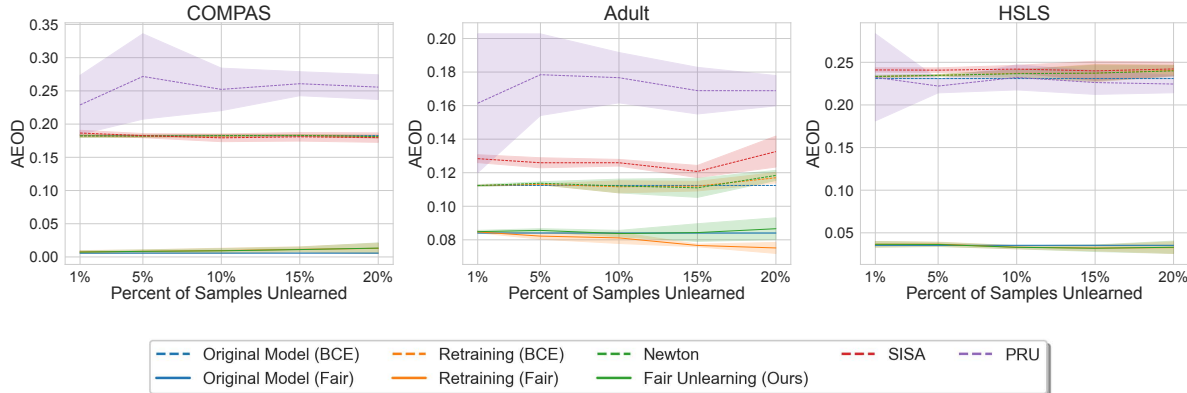 COMPAS
0.35
0.30
0.25
0.20
0.15
0.10
0.05
0.00
AEOD
1% 5% 10% 15% 20%
Percent of Samples Unlearned
Adult
0.20
0.18
0.16
0.14
0.12
0.10
0.08
AEOD
1% 5% 10% 15% 20%
Percent of Samples Unlearned
HSLS
0.25
0.20
0.15
0.10
0.05
AEOD
1% 5% 10% 15% 20%
Percent of Samples Unlearned
Original Model (BCE) Retraining (BCE) Newton SISA PRU
Original Model (Fair) Retraining (Fair) Fair Unlearning (Ours)